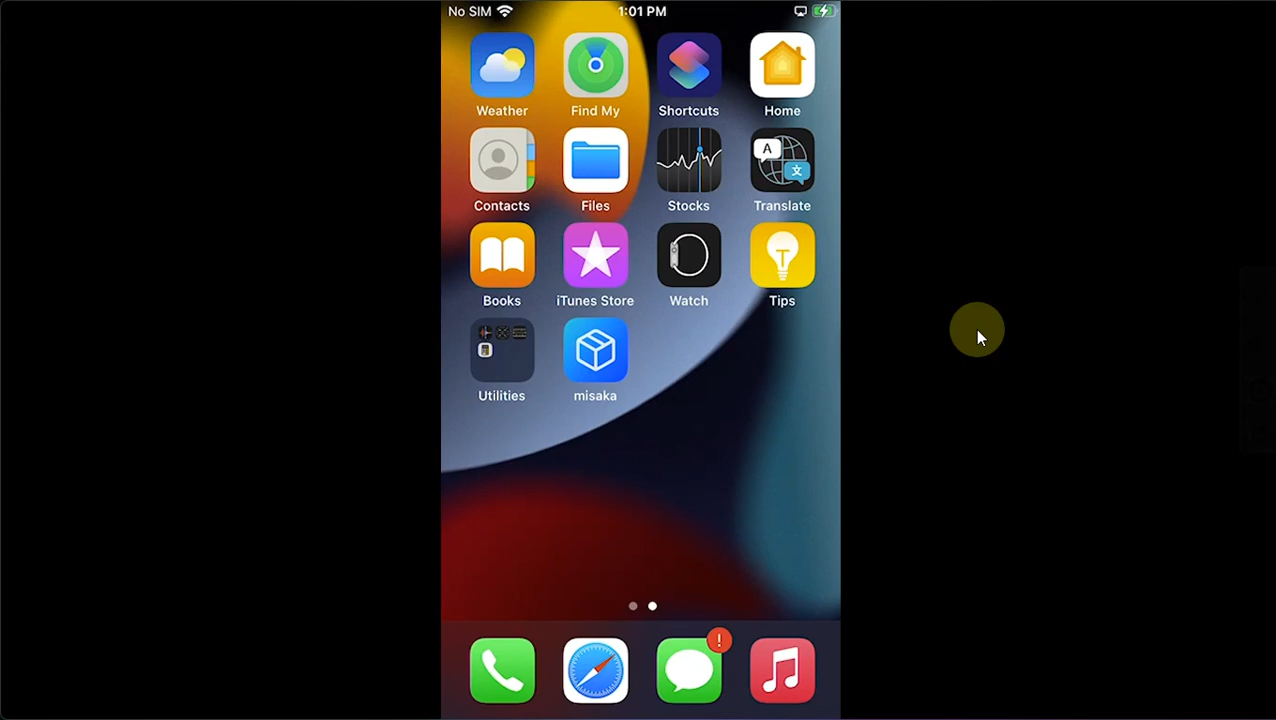 No SIM 1:01 PM
Weather Find My Shortcuts Home
Contacts Files Stocks Translate
Books iTunes Store Watch Tips
Utilities misaka
!